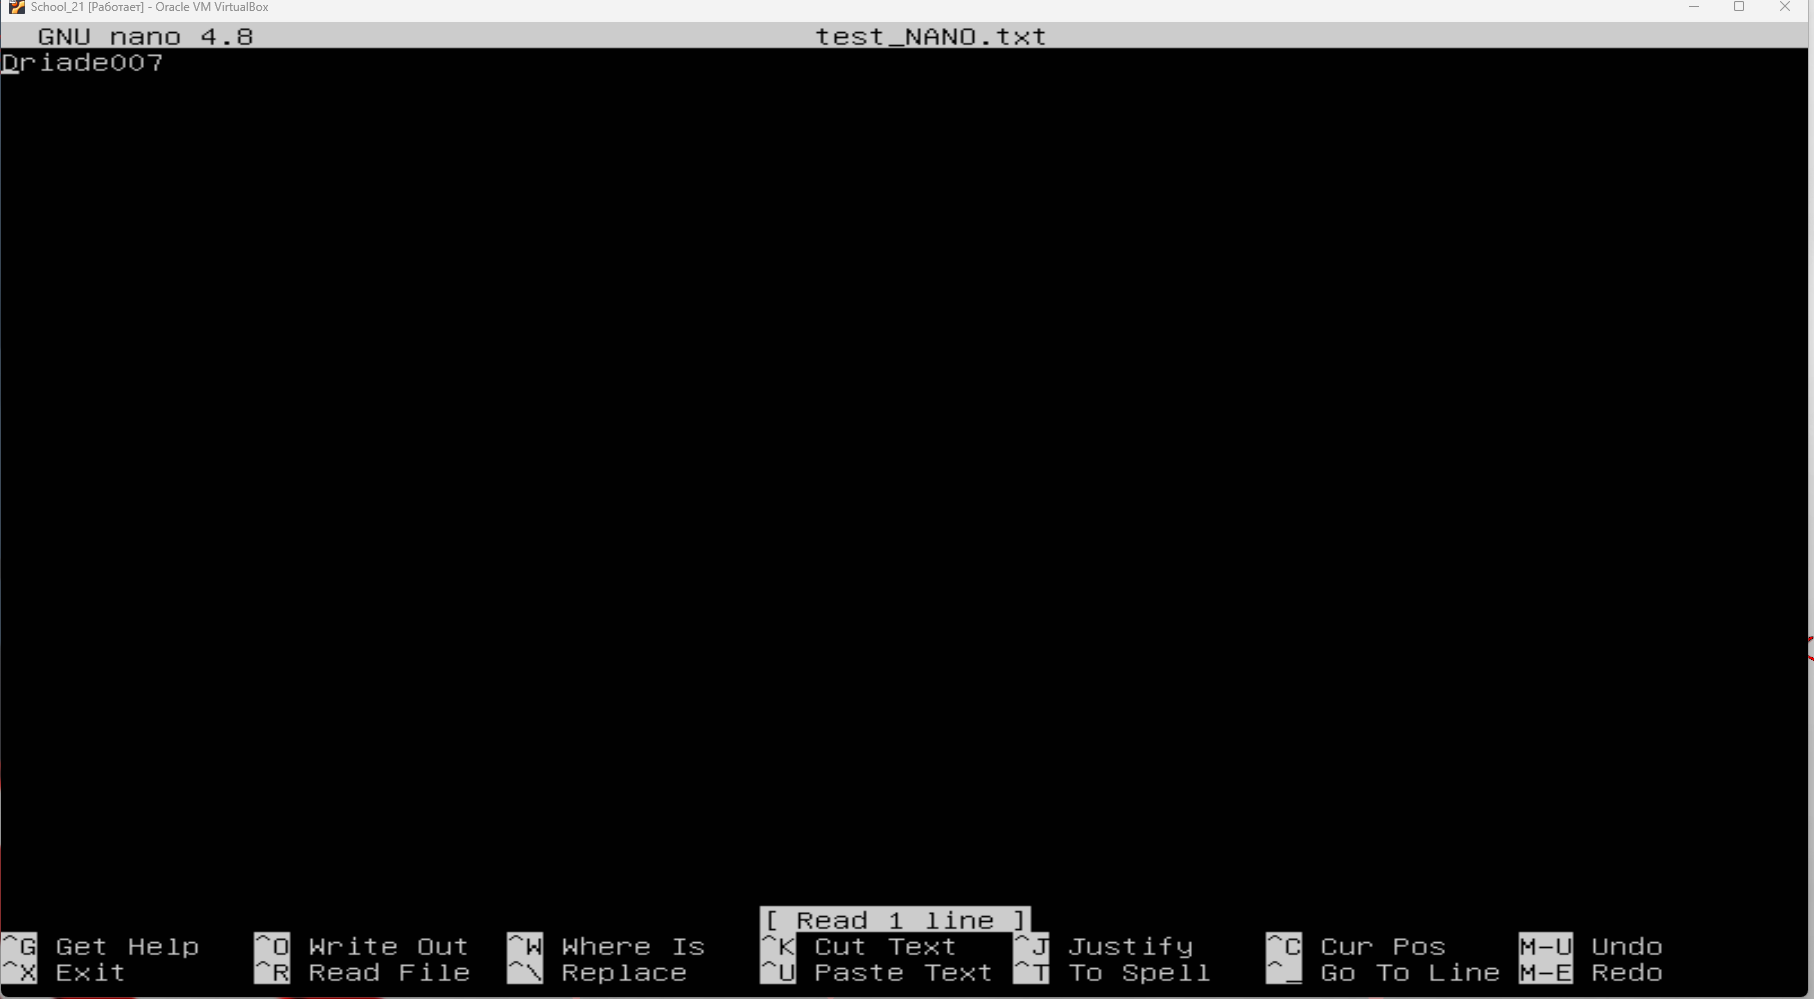 School_21 [Работает] - Oracle VM VirtualBox
GNU nano 4.8 test_NANO.txt
Driade007
[ Read 1 line ]
^G Get Help ^O Write Out ^W Where Is ^K Cut Text ^J Justify ^C Cur Pos M-U Undo
^X Exit ^R Read File ^\ Replace ^U Paste Text ^T To Spell ^_ Go To Line M-E Redo